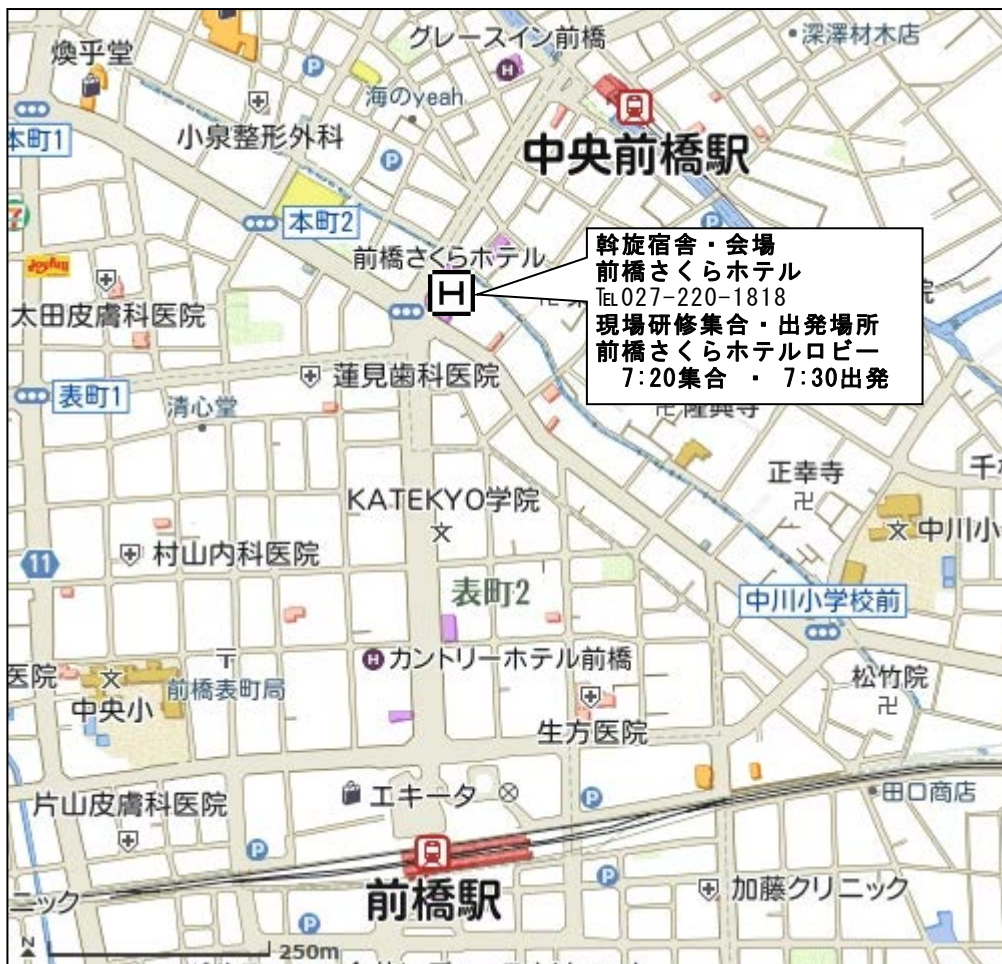 グレースイン前橋
深澤材木店
煥乎堂
海のyeah
本町1
小泉整形外科
中央前橋駅
本町2
前橋さくらホテル
H
斡旋宿舎・会場
前橋さくらホテル
℡027-220-1818
現場研修集合・出発場所
前橋さくらホテルロビー
7:20集合 ・ 7:30出発
太田皮膚科医院
蓮見歯科医院
表町1
清心堂
隆興寺
正幸寺
KATEKYO学院
中川小
11
村山内科医院
表町2
中川小学校前
カントリーホテル前橋
医院
前橋表町局
松竹院
中央小
生方医院
エキータ
田口商店
片山皮膚科医院
前橋駅
加藤クリニック
ニック
N
250m